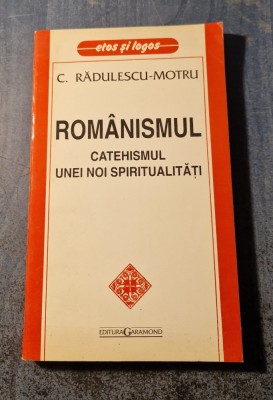 etos și logos
C. RĂDULESCU-MOTRU
ROMÂNISMUL
CATEHISMUL
UNEI NOI SPIRITUALITĂȚI
EDITURA GARAMOND